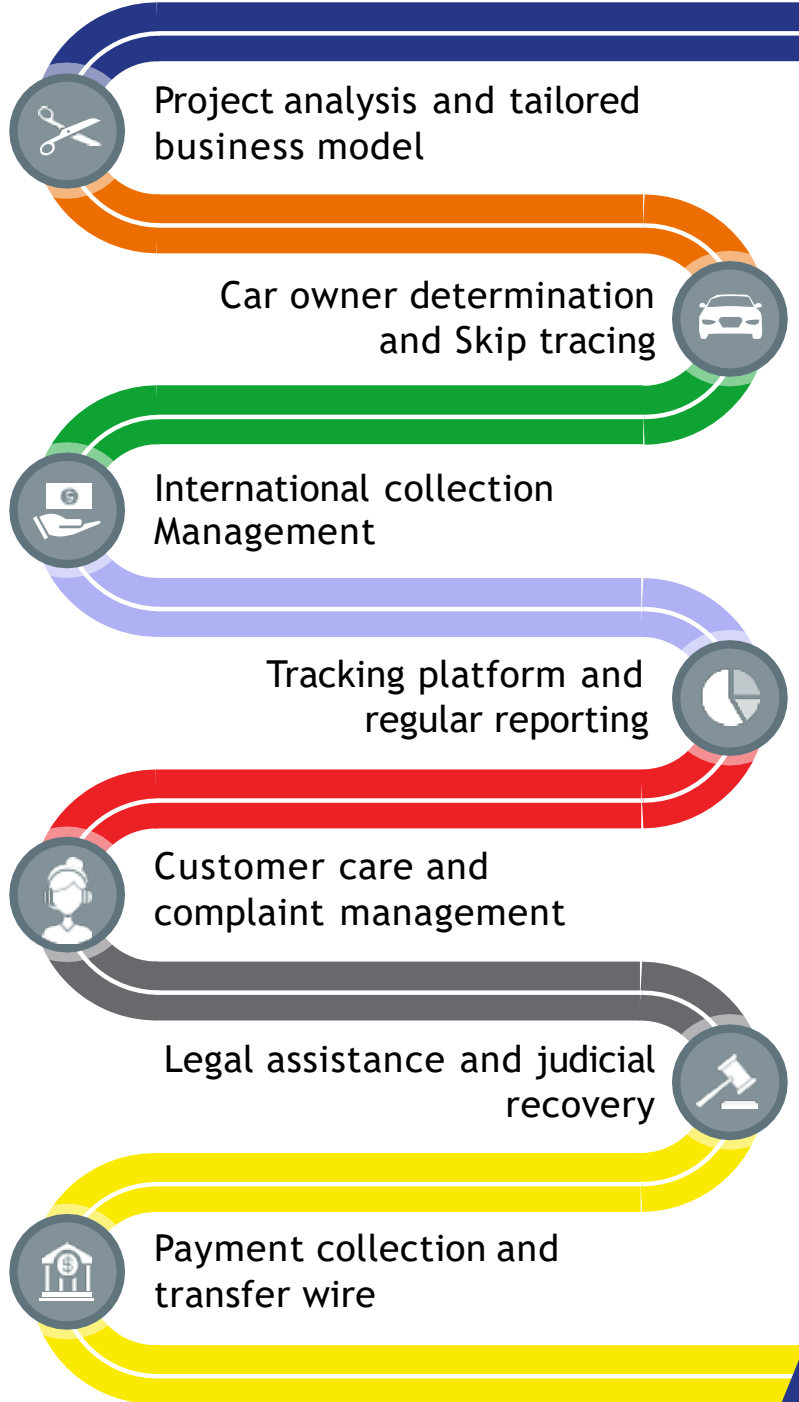 Project analysis and tailored
business model
Car owner determination
and Skip tracing
International collection
Management
Tracking platform and
regular reporting
Customer care and
complaint management
Legal assistance and judicial
recovery
Payment collection and
transfer wire